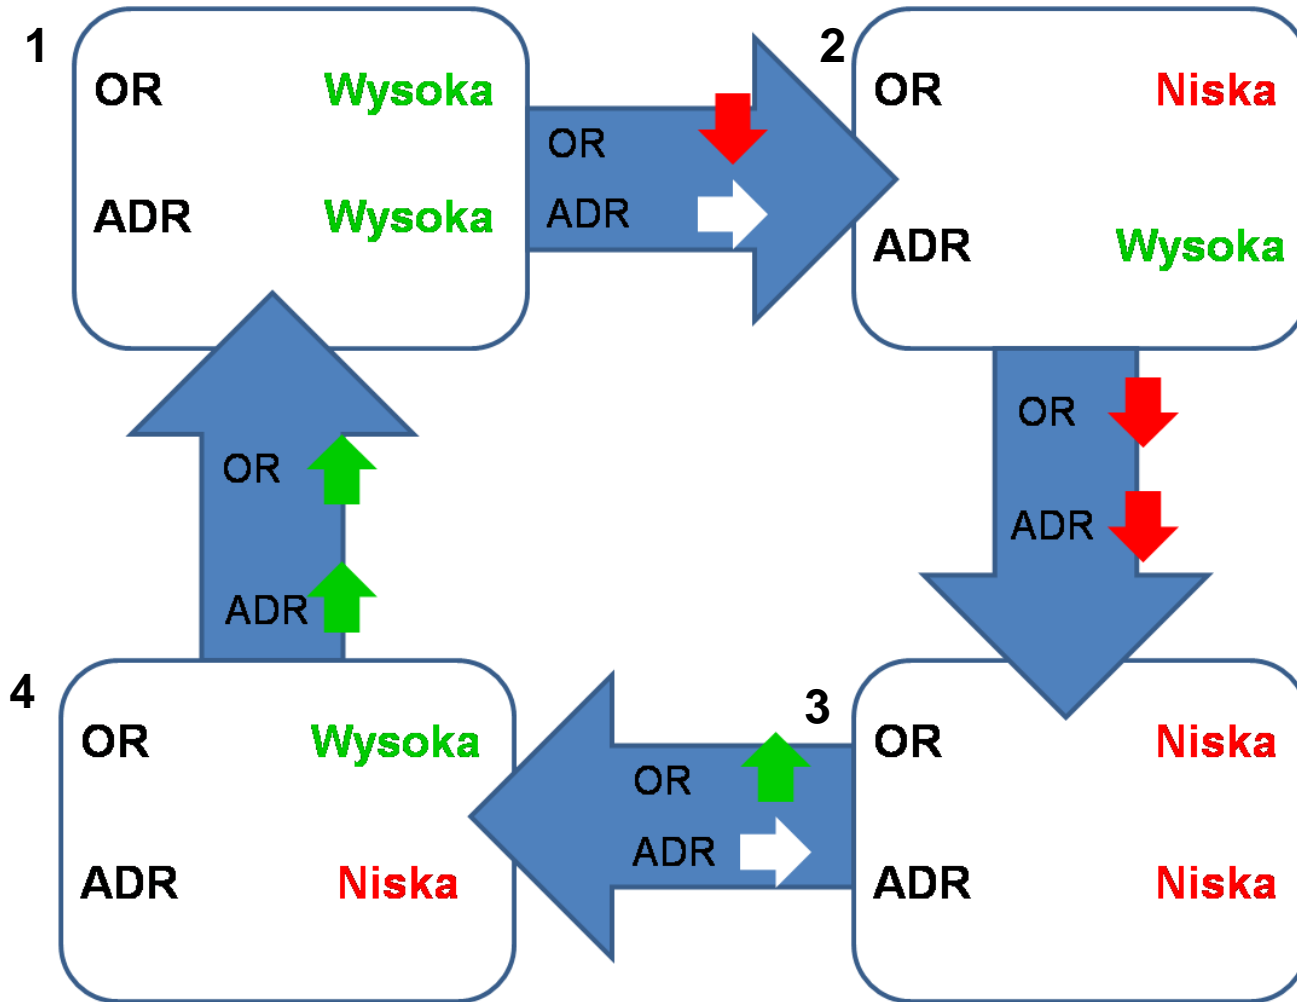 1
OR Wysoka
ADR Wysoka
OR
ADR
2
OR Niska
ADR Wysoka
OR
ADR
3
OR Niska
ADR Niska
OR
ADR
4
OR Wysoka
ADR Niska
OR
ADR